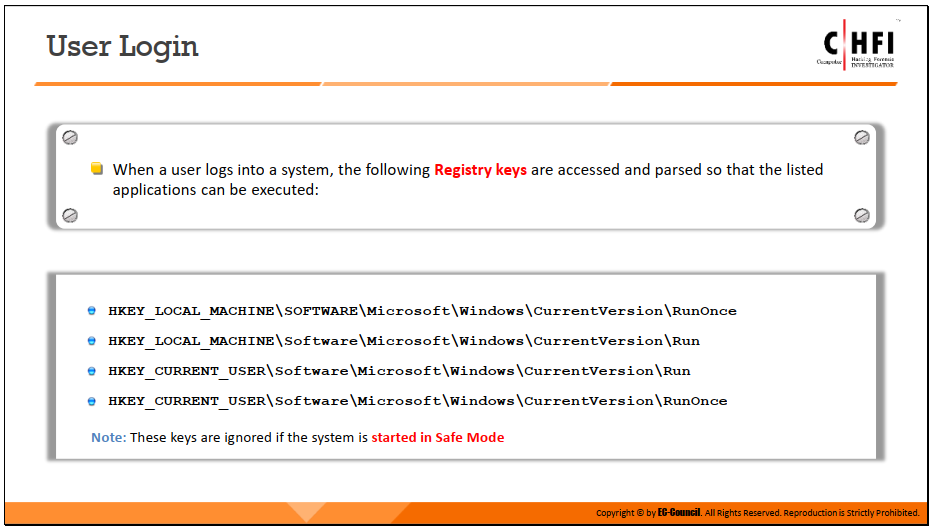 User Login
C HFI
Computer Hacking Forensic
INVESTIGATOR
When a user logs into a system, the following Registry keys are accessed and parsed so that the listed
applications can be executed:
HKEY_LOCAL_MACHINE\SOFTWARE\Microsoft\Windows\CurrentVersion\RunOnce
HKEY_LOCAL_MACHINE\Software\Microsoft\Windows\CurrentVersion\Run
HKEY_CURRENT_USER\Software\Microsoft\Windows\CurrentVersion\Run
HKEY_CURRENT_USER\Software\Microsoft\Windows\CurrentVersion\RunOnce
Note: These keys are ignored if the system is started in Safe Mode
Copyright © by EC-Council. All Rights Reserved. Reproduction is Strictly Prohibited.